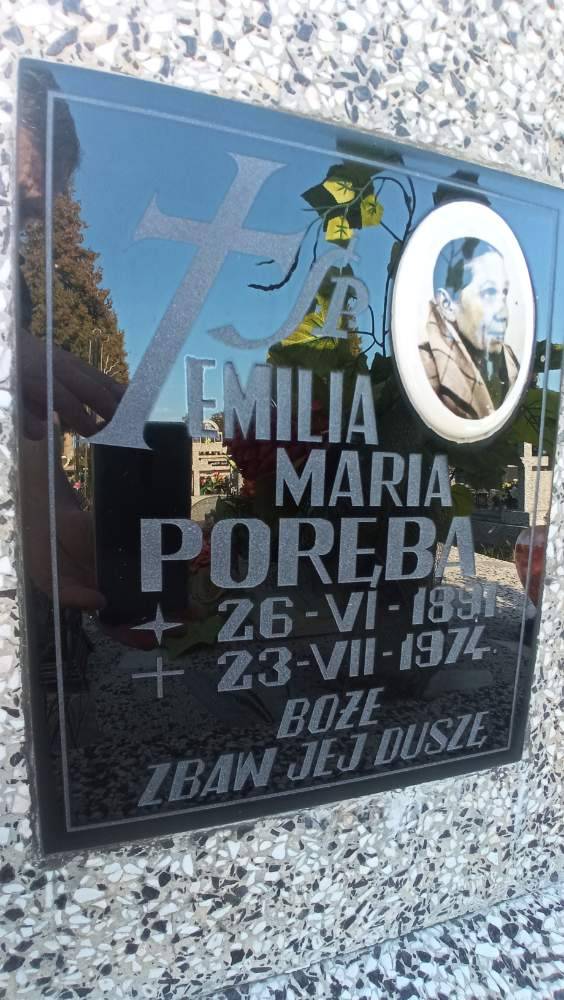 ŚP
EMILIA
MARIA
PORĘBA
26-VI-1891
23-VII-1974.
BOŻE
ZBAW JEJ DUSZĘ